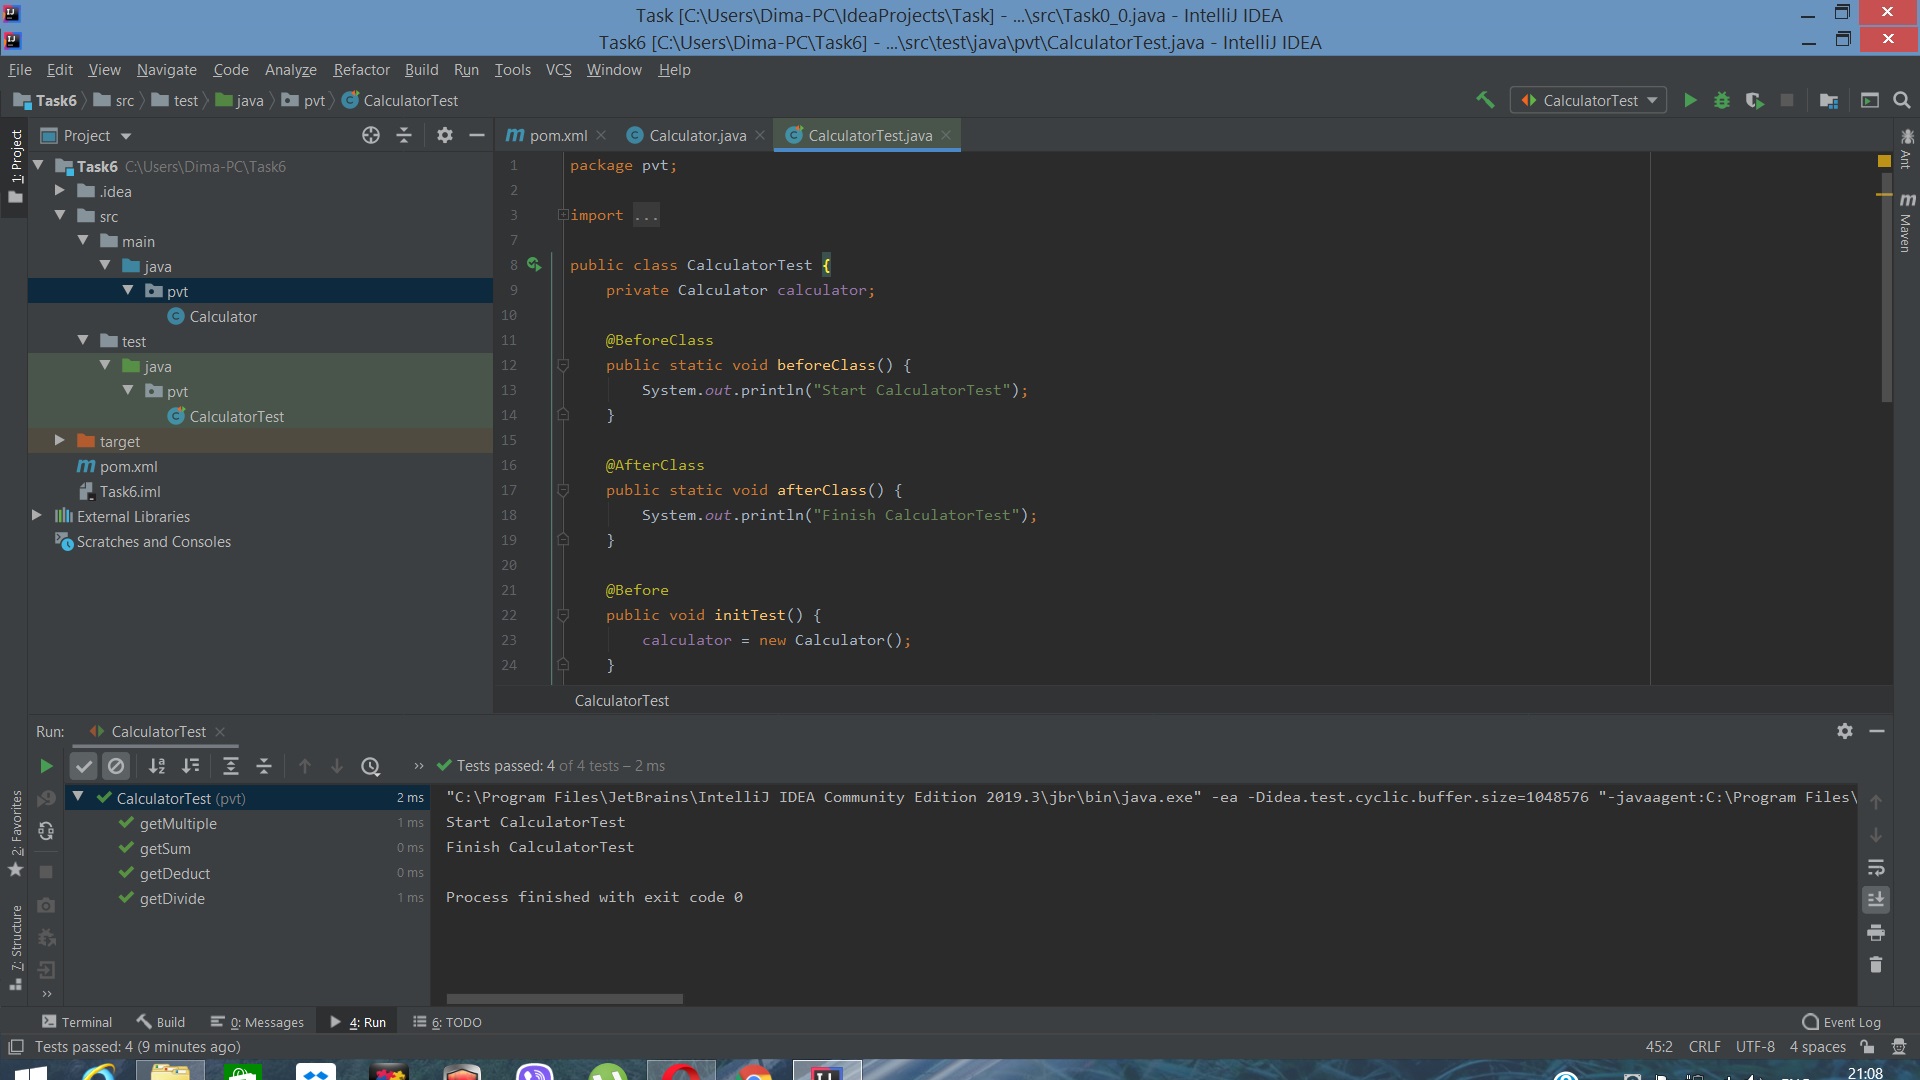 Task [C:\Users\Dima-PC\IdeaProjects\Task] - ...\src\Task0_0.java - IntelliJ IDEA
Task6 [C:\Users\Dima-PC\Task6] - ...\src\test\java\pvt\CalculatorTest.java - IntelliJ IDEA
File Edit View Navigate Code Analyze Refactor Build Run Tools VCS Window Help
Task6 src test java pvt CalculatorTest
CalculatorTest
1: Project
Project
pom.xml Calculator.java CalculatorTest.java
Task6 C:\Users\Dima-PC\Task6
.idea
src
main
java
pvt
Calculator
test
java
pvt
CalculatorTest
target
pom.xml
Task6.iml
External Libraries
Scratches and Consoles
1 package pvt;
2
3 import ...
7
8 public class CalculatorTest {
9 private Calculator calculator;
10
11 @BeforeClass
12 public static void beforeClass() {
13 System.out.println("Start CalculatorTest");
14 }
15
16 @AfterClass
17 public static void afterClass() {
18 System.out.println("Finish CalculatorTest");
19 }
20
21 @Before
22 public void initTest() {
23 calculator = new Calculator();
24 }
CalculatorTest
Ant
Maven
Run: CalculatorTest
Tests passed: 4 of 4 tests – 2 ms
CalculatorTest (pvt) 2 ms
getMultiple 1 ms
getSum 0 ms
getDeduct 0 ms
getDivide 1 ms
"C:\Program Files\JetBrains\IntelliJ IDEA Community Edition 2019.3\jbr\bin\java.exe" -ea -Didea.test.cyclic.buffer.size=1048576 "-javaagent:C:\Program Files\
Start CalculatorTest
Finish CalculatorTest
Process finished with exit code 0
2: Favorites
7: Structure
Terminal Build 0: Messages 4: Run 6: TODO Event Log
Tests passed: 4 (9 minutes ago) 45:2 CRLF UTF-8 4 spaces
21:08